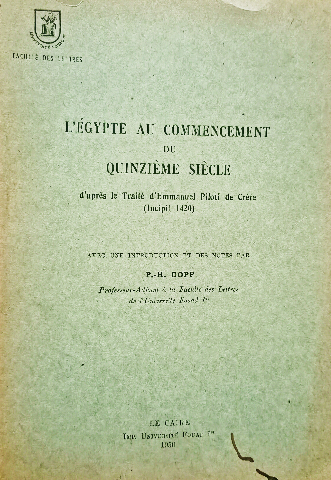 FACULTÉ DES LETTRES
L'ÉGYPTE AU COMMENCEMENT
DU
QUINZIÈME SIÈCLE
d'après le Traité d'Emmanuel Piloti de Crète
(Incipit 1420)
AVEC UNE INTRODUCTION ET DES NOTES PAR
P.-H. DOPP
Professeur-Adjoint à la Faculté des Lettres
de l'Université Fouad Ier
LE CAIRE
Imp. Université Fouad Ier
1950